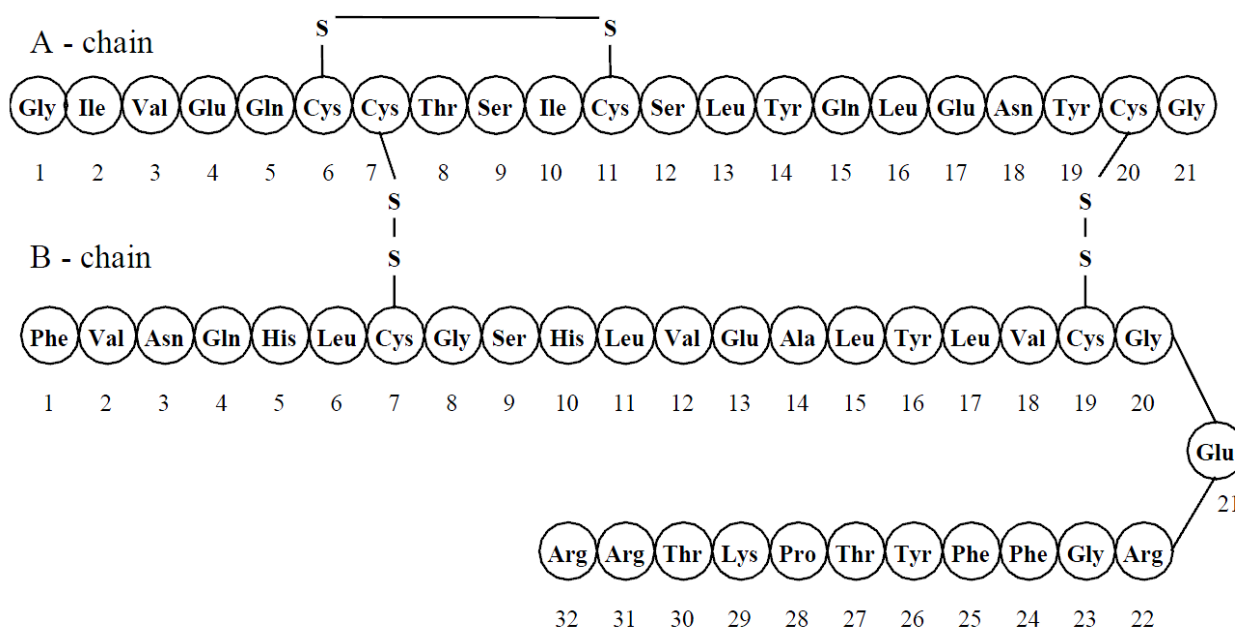 S S
A - chain
Gly Ile Val Glu Gln Cys Cys Thr Ser Ile Cys Ser Leu Tyr Gln Leu Glu Asn Tyr Cys Gly
1 2 3 4 5 6 7 8 9 10 11 12 13 14 15 16 17 18 19 20 21
S S
B - chain
S S
Phe Val Asn Gln His Leu Cys Gly Ser His Leu Val Glu Ala Leu Tyr Leu Val Cys Gly
1 2 3 4 5 6 7 8 9 10 11 12 13 14 15 16 17 18 19 20
Glu
21
Arg Arg Thr Lys Pro Thr Tyr Phe Phe Gly Arg
32 31 30 29 28 27 26 25 24 23 22